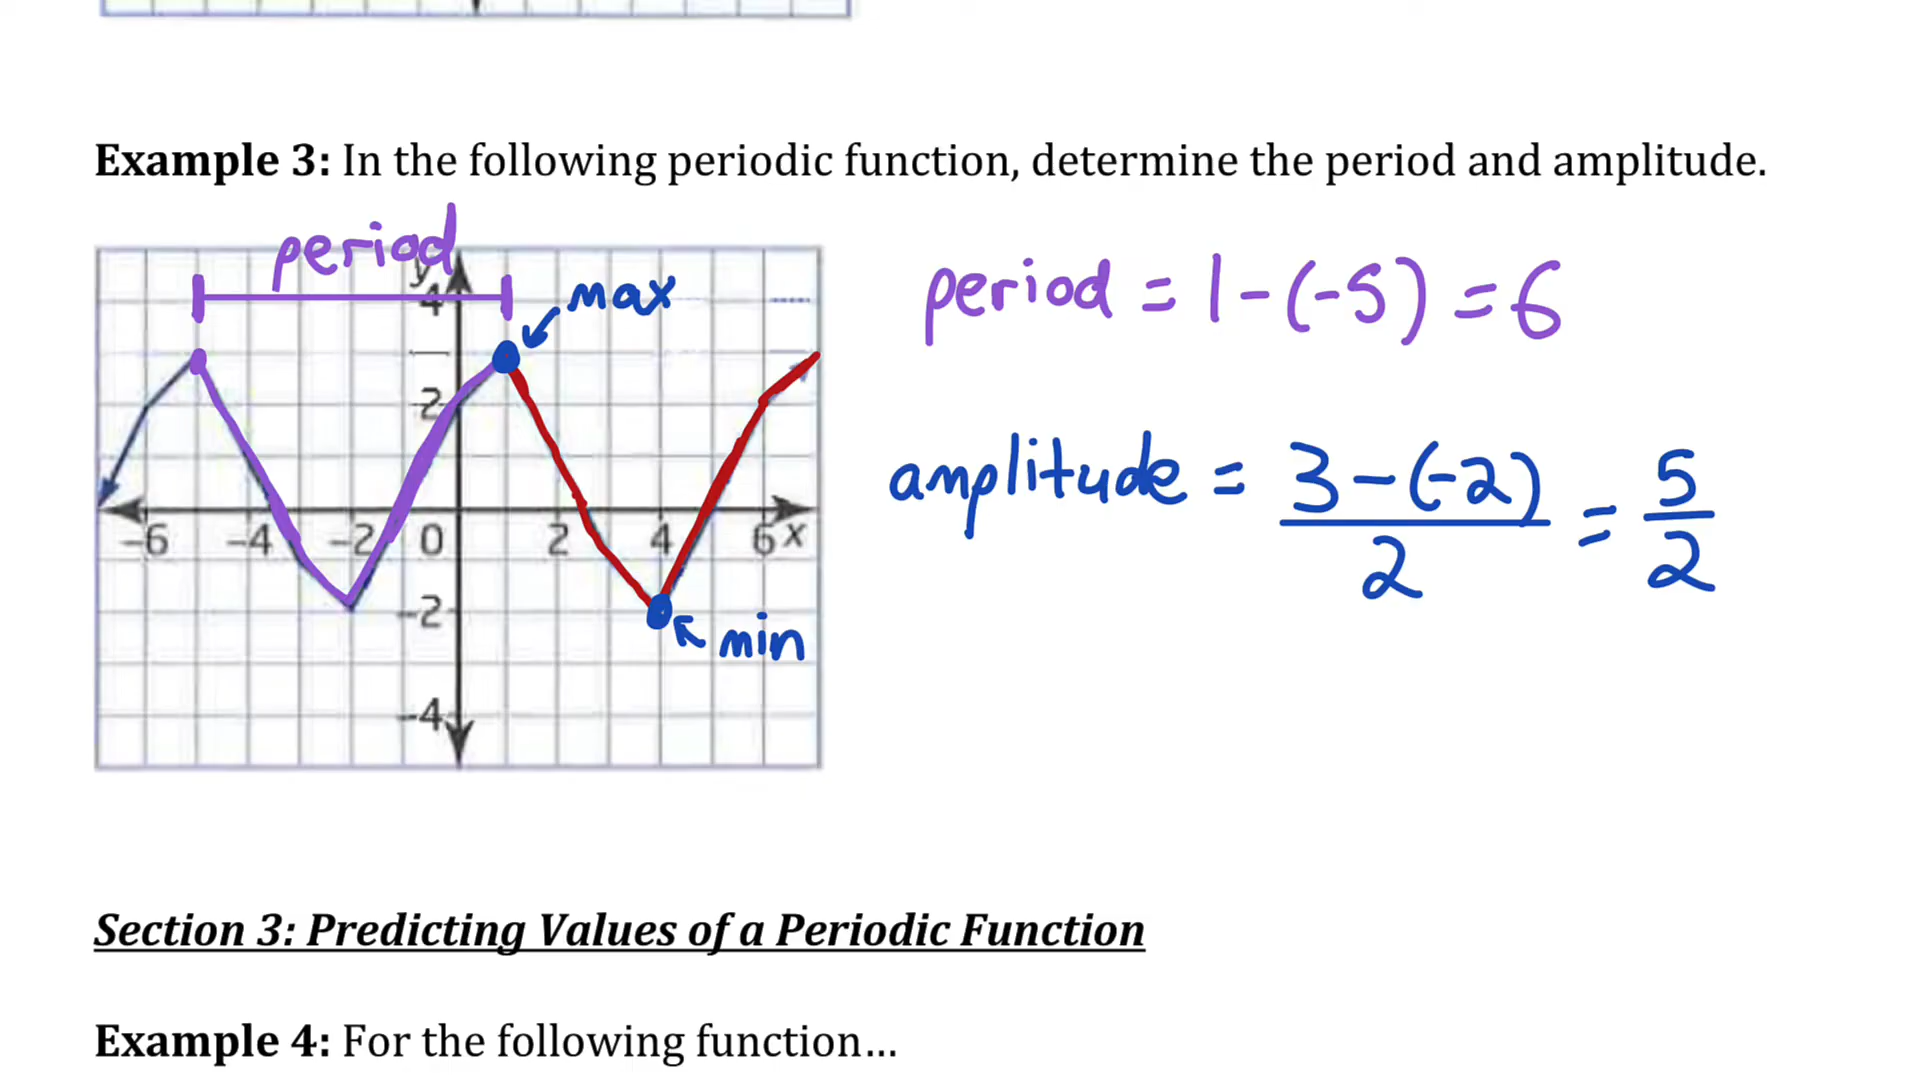 Example 3: In the following periodic function, determine the period and amplitude.
period
y
4
max
2
-6 -4 -2 0 2 4 6 x
-2
min
-4
period = 1 - (-5) = 6
amplitude = 3 - (-2) / 2 = 5 / 2
Section 3: Predicting Values of a Periodic Function
Example 4: For the following function…